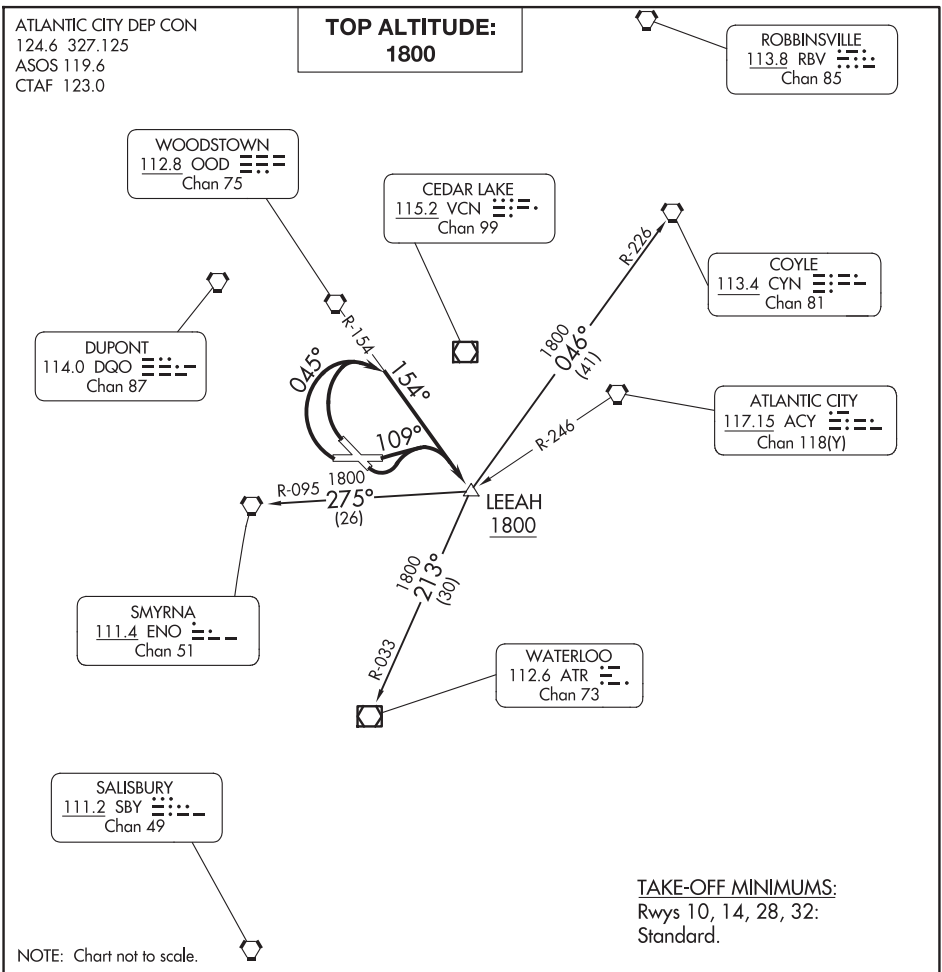 ATLANTIC CITY DEP CON
124.6 327.125
ASOS 119.6
CTAF 123.0
TOP ALTITUDE:
1800
ROBBINSVILLE
113.8 RBV
Chan 85
WOODSTOWN
112.8 OOD
Chan 75
CEDAR LAKE
115.2 VCN
Chan 99
COYLE
113.4 CYN
Chan 81
DUPONT
114.0 DQO
Chan 87
ATLANTIC CITY
117.15 ACY
Chan 118(Y)
R-226
1800
046°
(41)
R-154
154°
045°
109°
R-246
R-095
1800
275°
(26)
LEEAH
1800
1800
213°
(30)
R-033
SMYRNA
111.4 ENO
Chan 51
WATERLOO
112.6 ATR
Chan 73
SALISBURY
111.2 SBY
Chan 49
TAKE-OFF MINIMUMS:
Rwys 10, 14, 28, 32:
Standard.
NOTE: Chart not to scale.